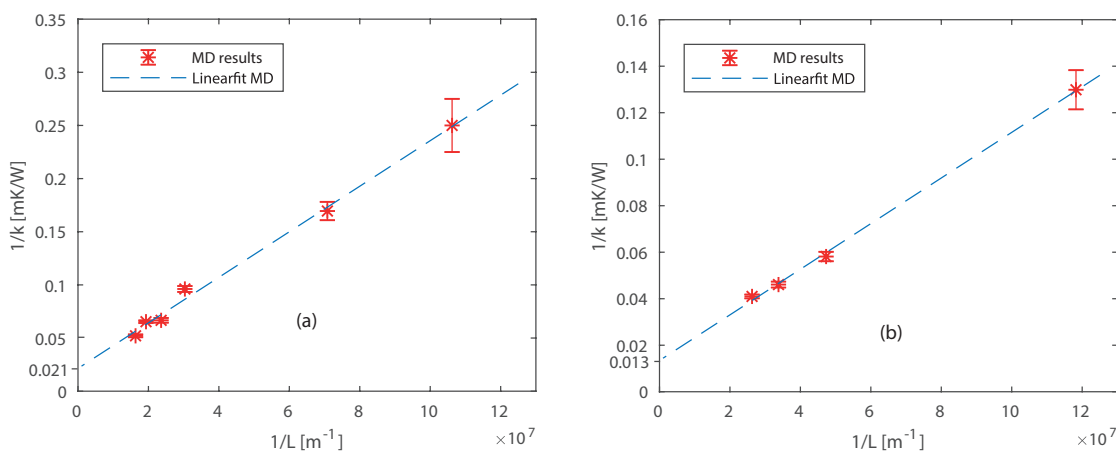 0.35
0.3
0.25
0.2
0.15
0.1
0.05
0.021
0
1/k [mK/W]
MD results
Linearfit MD
(a)
0 2 4 6 8 10 12
×10⁷
1/L [m⁻¹]
0.16
0.14
0.12
0.1
0.08
0.06
0.04
0.02
0.013
0
1/k [mK/W]
MD results
Linearfit MD
(b)
0 2 4 6 8 10 12
×10⁷
1/L [m⁻¹]